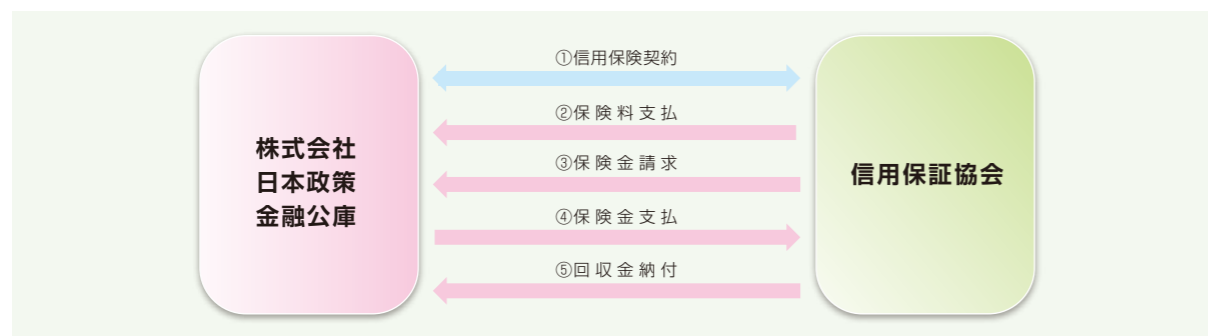 株式会社
日本政策
金融公庫
①信用保険契約
②保険料支払
③保険金請求
④保険金支払
⑤回収金納付
信用保証協会